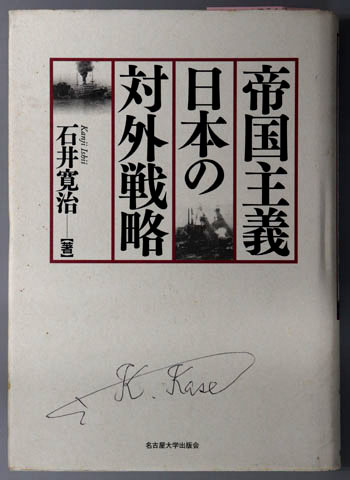 帝国主義
日本の
対外戦略
Kanji Ishii
石井寛治──【著】
K. Kase
名古屋大学出版会